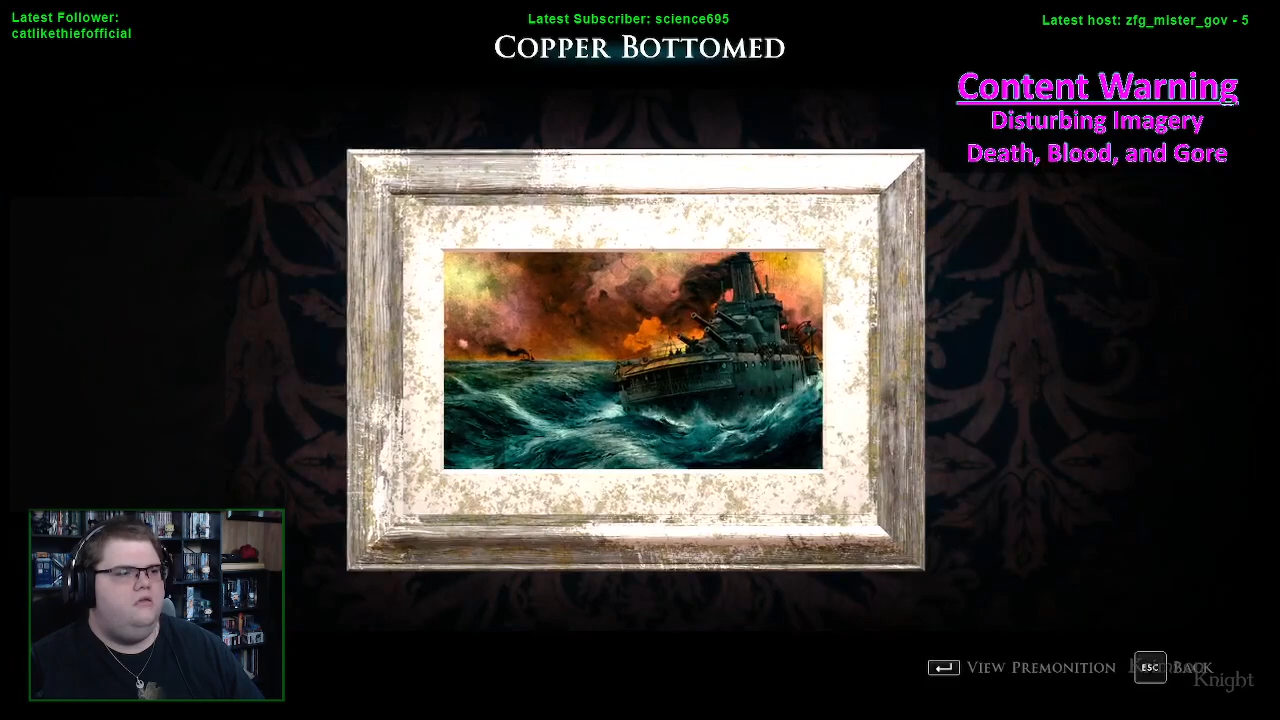 Latest Follower:
catlikethiefofficial
Latest Subscriber: science695
Latest host: zfg_mister_gov - 5
COPPER BOTTOMED
Content Warning
Disturbing Imagery
Death, Blood, and Gore
VIEW PREMONITION
ESC BACK
Knight